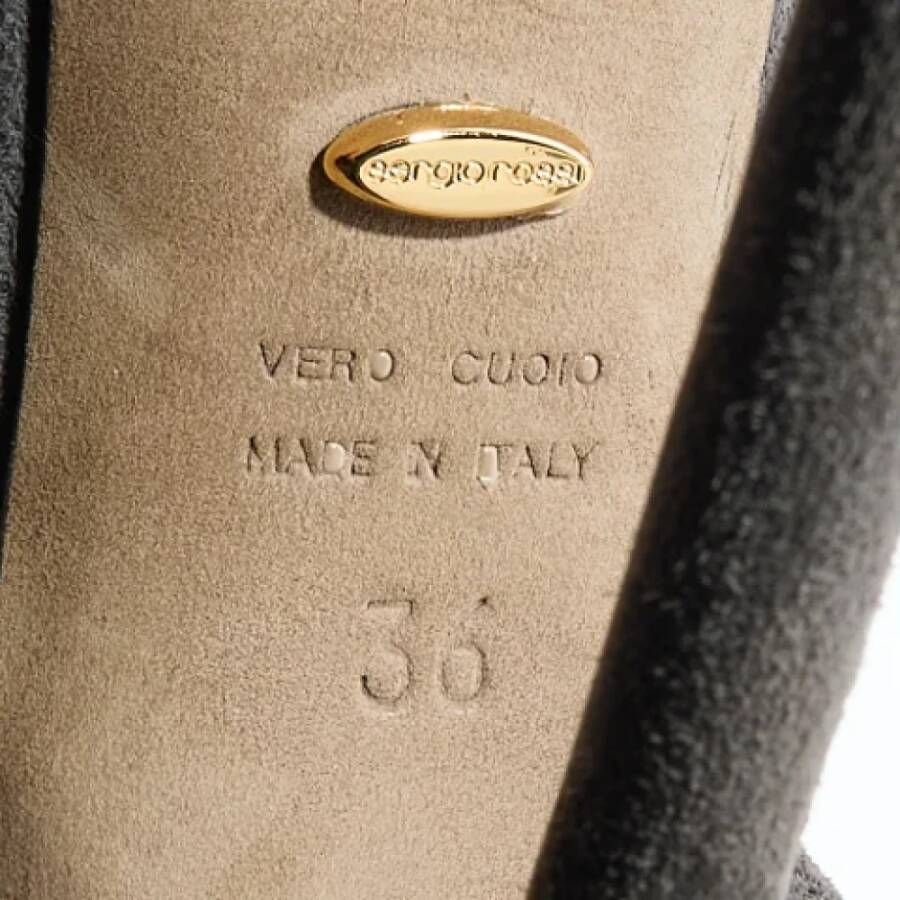 sergio rossi
VERO CUOIO
MADE IN ITALY
36